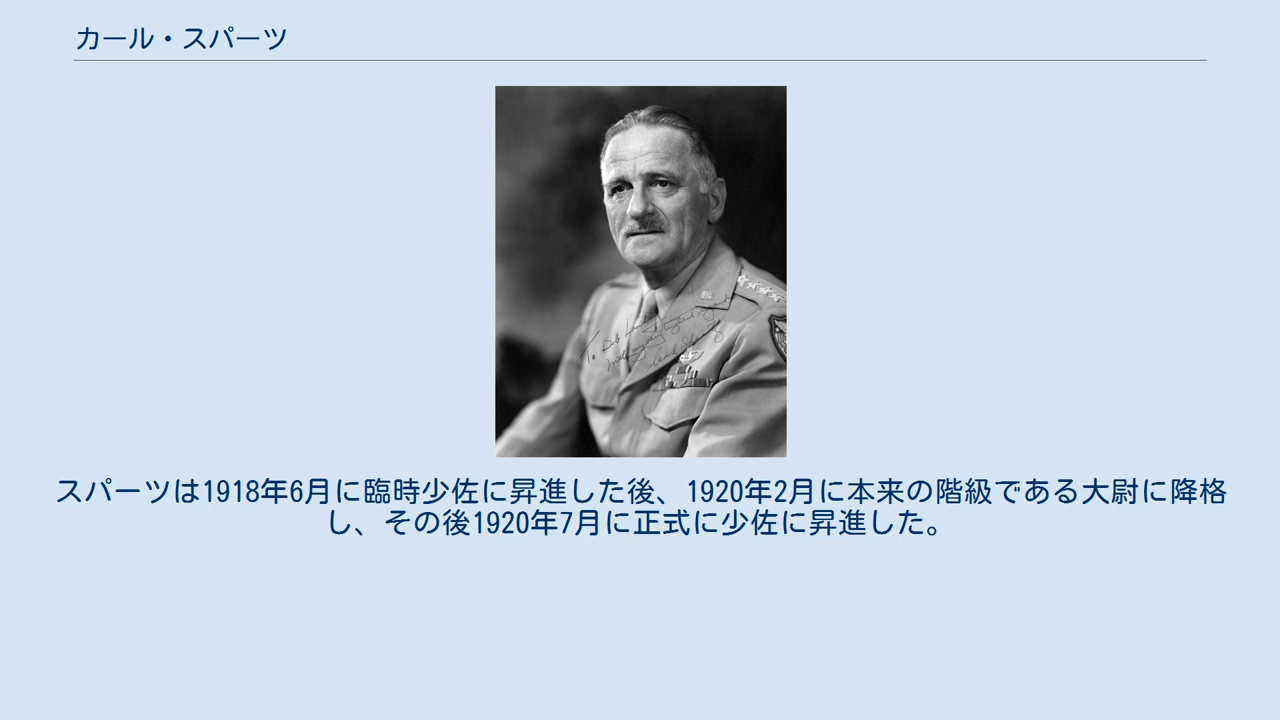 カール・スパーツ
To Bob
スパーツは1918年6月に臨時少佐に昇進した後、1920年2月に本来の階級である大尉に降格
し、その後1920年7月に正式に少佐に昇進した。